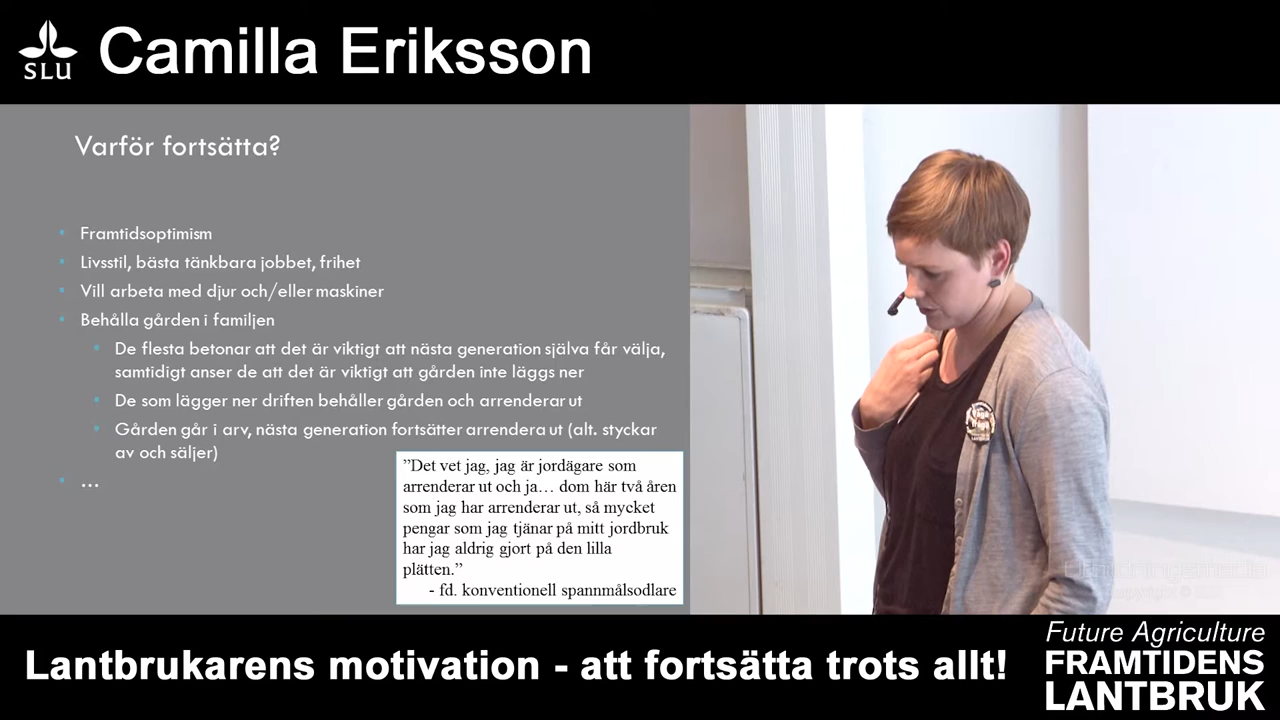 SLU
Camilla Eriksson
Varför fortsätta?
• Framtidsoptimism
• Livsstil, bästa tänkbara jobbet, frihet
• Vill arbeta med djur och/eller maskiner
• Behålla gården i familjen
• De flesta betonar att det är viktigt att nästa generation själva får välja,
samtidigt anser de att det är viktigt att gården inte läggs ner
• De som lägger ner driften behåller gården och arrenderar ut
• Gården går i arv, nästa generation fortsätter arrendera ut (alt. styckar
av och säljer)
• …
”Det vet jag, jag är jordägare som
arrenderar ut och ja… dom här två åren
som jag har arrenderar ut, så mycket
pengar som jag tjänar på mitt jordbruk
har jag aldrig gjort på den lilla
plätten.”
- fd. konventionell spannmålsodlare
Lantbrukarens motivation - att fortsätta trots allt!
Future Agriculture
FRAMTIDENS
LANTBRUK